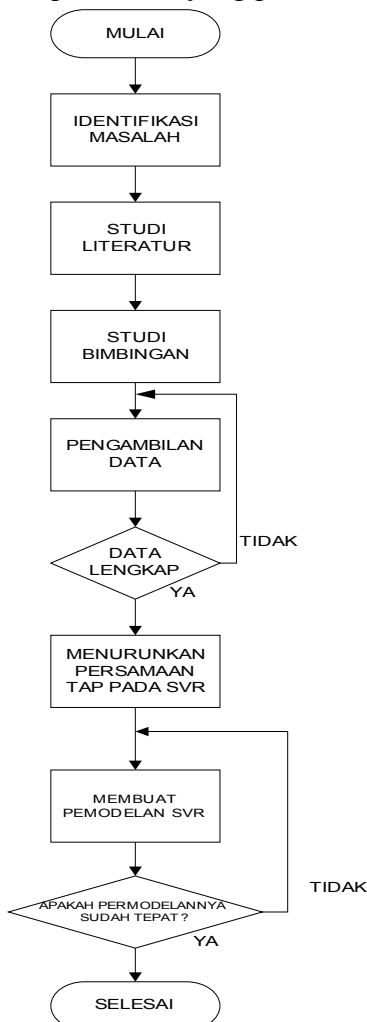 MULAI
IDENTIFIKASI
MASALAH
STUDI
LITERATUR
STUDI
BIMBINGAN
PENGAMBILAN
DATA
DATA
LENGKAP
TIDAK
YA
MENURUNKAN
PERSAMAAN
TAP PADA SVR
MEMBUAT
PEMODELAN SVR
APAKAH PERMODELANNYA
SUDAH TEPAT ?
TIDAK
YA
SELESAI